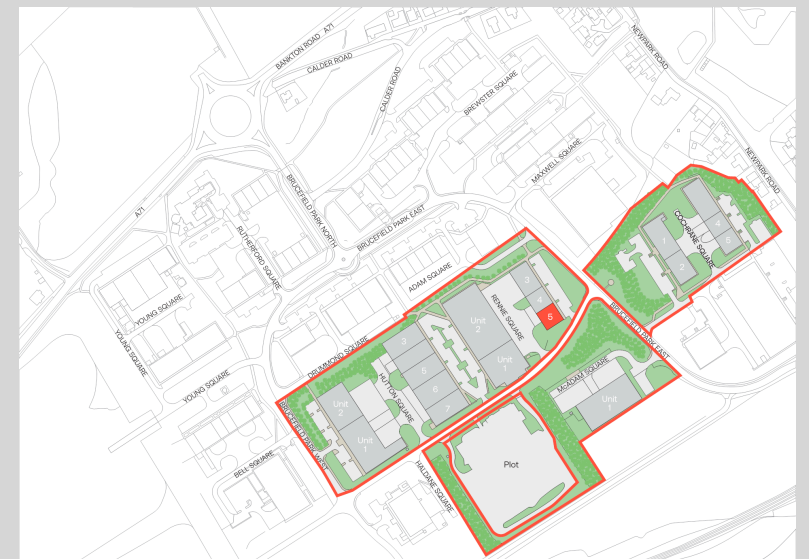 BANKTON ROAD A71
CALDER ROAD
CALDER ROAD
NEWPARK ROAD
BREWSTER SQUARE
MAXWELL SQUARE
NEWPARK ROAD
A71
BRUCEFIELD PARK NORTH
BRUCEFIELD PARK EAST
RUTHERFORD SQUARE
COCHRANE SQUARE
1
2
4
5
ADAM SQUARE
YOUNG SQUARE
YOUNG SQUARE
YOUNG SQUARE
DRUMMOND SQUARE
RENNIE SQUARE
3
4
5
Unit
2
Unit
1
BRUCEFIELD PARK EAST
3
5
6
7
HUTTON SQUARE
Unit
2
Unit
1
McADAM SQUARE
Unit
1
BRUCEFIELD PARK WEST
BELL SQUARE
HALDANE SQUARE
Plot